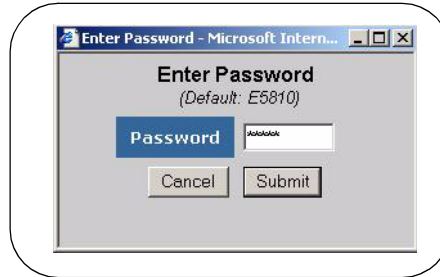 Enter Password - Microsoft Intern...
Enter Password
(Default: E5810)
Password *****
Cancel Submit